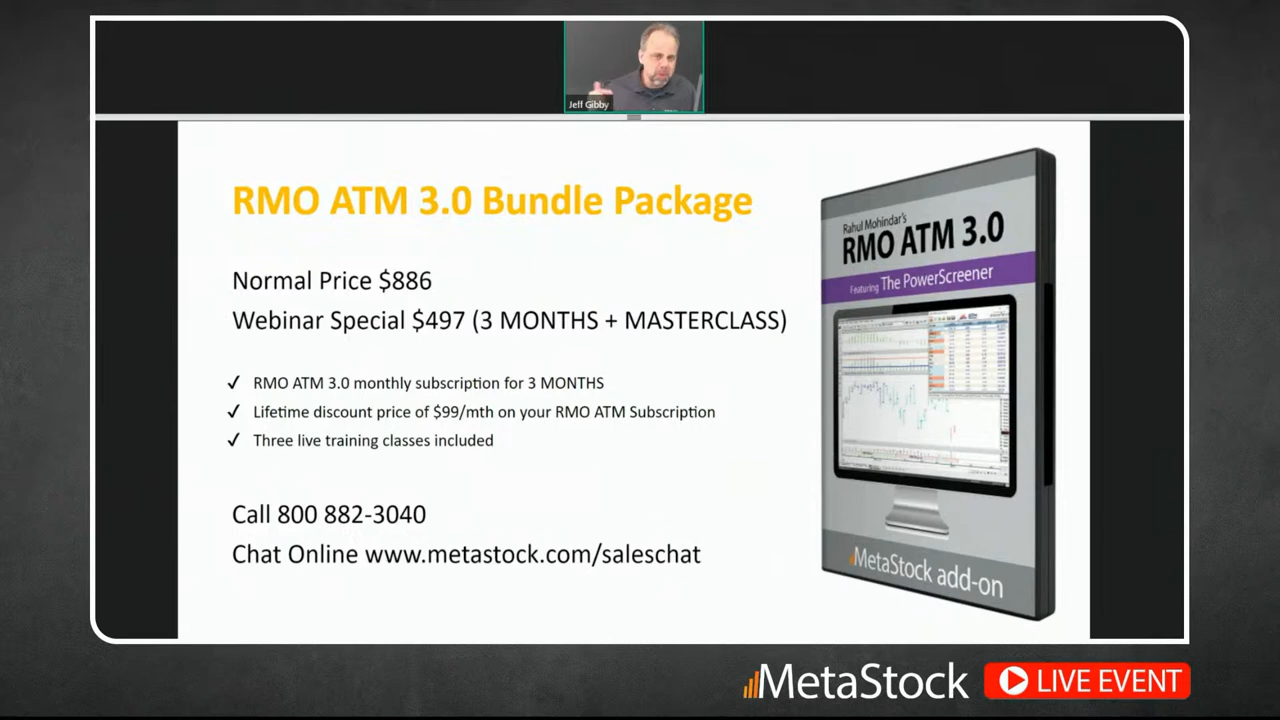 Jeff Gibby
RMO ATM 3.0 Bundle Package
Normal Price $886
Webinar Special $497 (3 MONTHS + MASTERCLASS)
✓ RMO ATM 3.0 monthly subscription for 3 MONTHS
✓ Lifetime discount price of $99/mth on your RMO ATM Subscription
✓ Three live training classes included
Call 800 882-3040
Chat Online www.metastock.com/saleschat
Rahul Mohindar's
RMO ATM 3.0
Featuring The PowerScreener
MetaStock add-on
MetaStock
LIVE EVENT